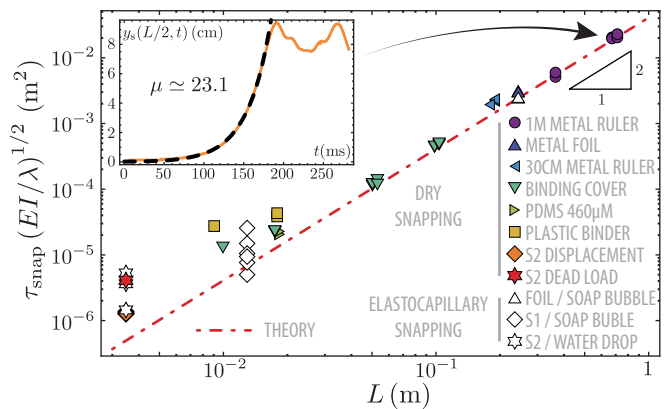 y_s(L/2, t) (cm)
8
6
4
2
0
μ ≃ 23.1
t(ms)
0
50
100
150
200
250
τ_snap (EI/λ)^{1/2} (m²)
10^{-2}
10^{-3}
10^{-4}
10^{-5}
10^{-6}
2
1
1M METAL RULER
METAL FOIL
30CM METAL RULER
BINDING COVER
PDMS 460µM
PLASTIC BINDER
S2 DISPLACEMENT
S2 DEAD LOAD
FOIL / SOAP BUBBLE
S1 / SOAP BUBLE
S2 / WATER DROP
DRY
SNAPPING
ELASTOCAPILLARY
SNAPPING
THEORY
10^{-2}
10^{-1}
1
L (m)